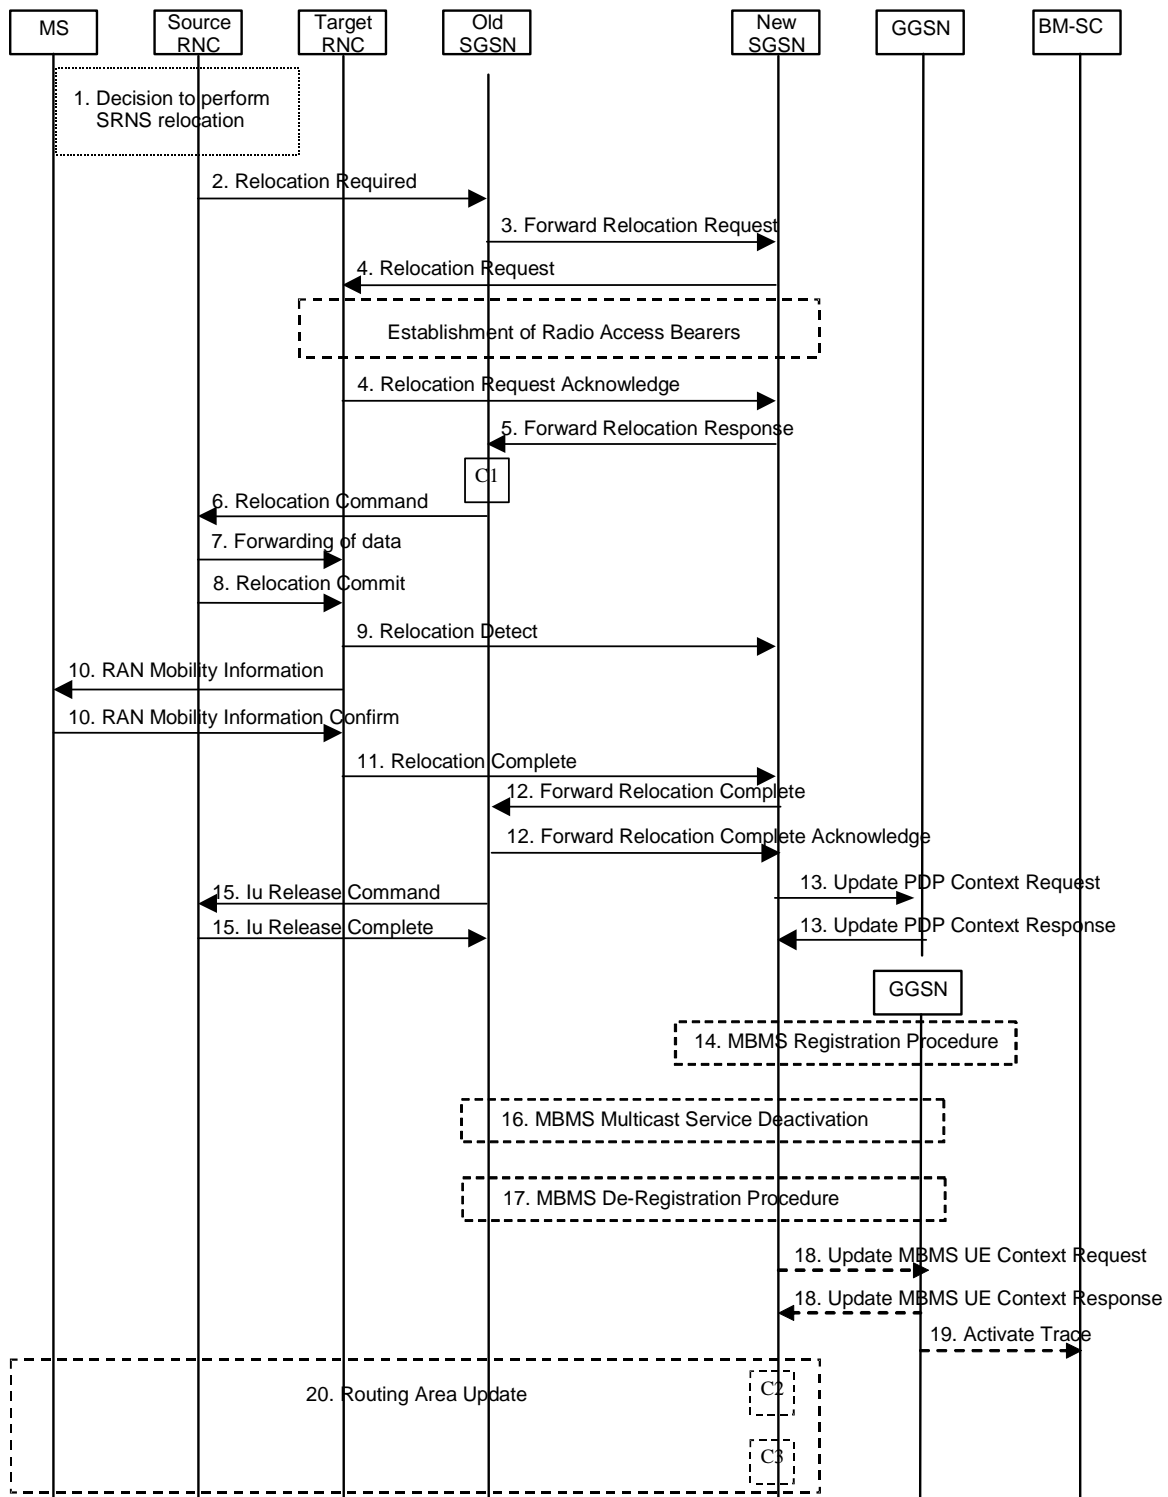 MS
Source
RNC
Target
RNC
Old
SGSN
New
SGSN
GGSN
BM-SC
1. Decision to perform
SRNS relocation
2. Relocation Required
3. Forward Relocation Request
4. Relocation Request
Establishment of Radio Access Bearers
4. Relocation Request Acknowledge
5. Forward Relocation Response
C1
6. Relocation Command
7. Forwarding of data
8. Relocation Commit
9. Relocation Detect
10. RAN Mobility Information
10. RAN Mobility Information Confirm
11. Relocation Complete
12. Forward Relocation Complete
12. Forward Relocation Complete Acknowledge
13. Update PDP Context Request
15. Iu Release Command
13. Update PDP Context Response
15. Iu Release Complete
GGSN
14. MBMS Registration Procedure
16. MBMS Multicast Service Deactivation
17. MBMS De-Registration Procedure
18. Update MBMS UE Context Request
18. Update MBMS UE Context Response
19. Activate Trace
20. Routing Area Update
C2
C3